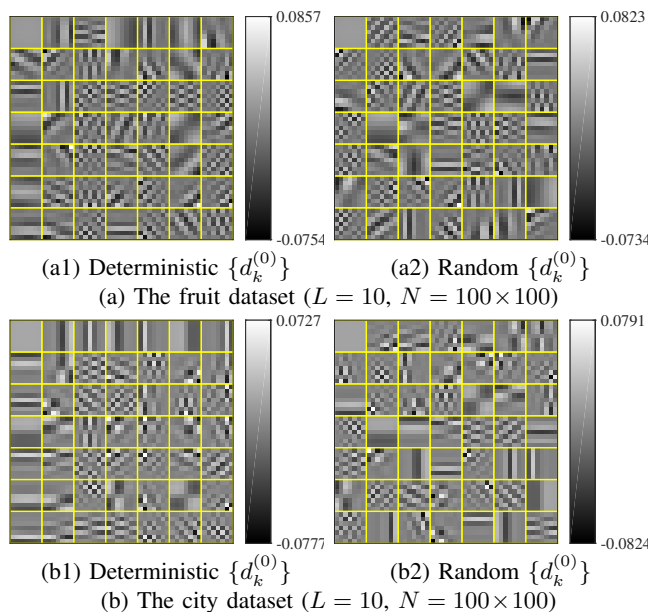 0.0857
-0.0754
0.0823
-0.0734
(a1) Deterministic {d_k^{(0)}}
(a2) Random {d_k^{(0)}}
(a) The fruit dataset (L = 10, N = 100×100)
0.0727
-0.0777
0.0791
-0.0824
(b1) Deterministic {d_k^{(0)}}
(b2) Random {d_k^{(0)}}
(b) The city dataset (L = 10, N = 100×100)